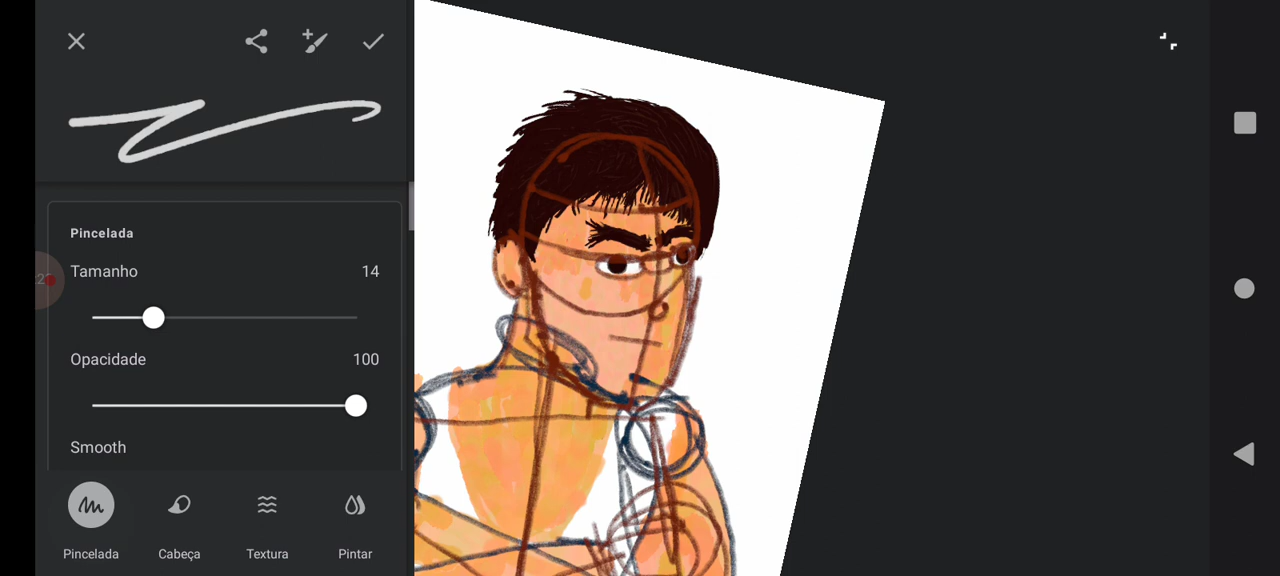 Pincelada
Tamanho 14
Opacidade 100
Smooth
Pincelada Cabeça Textura Pintar